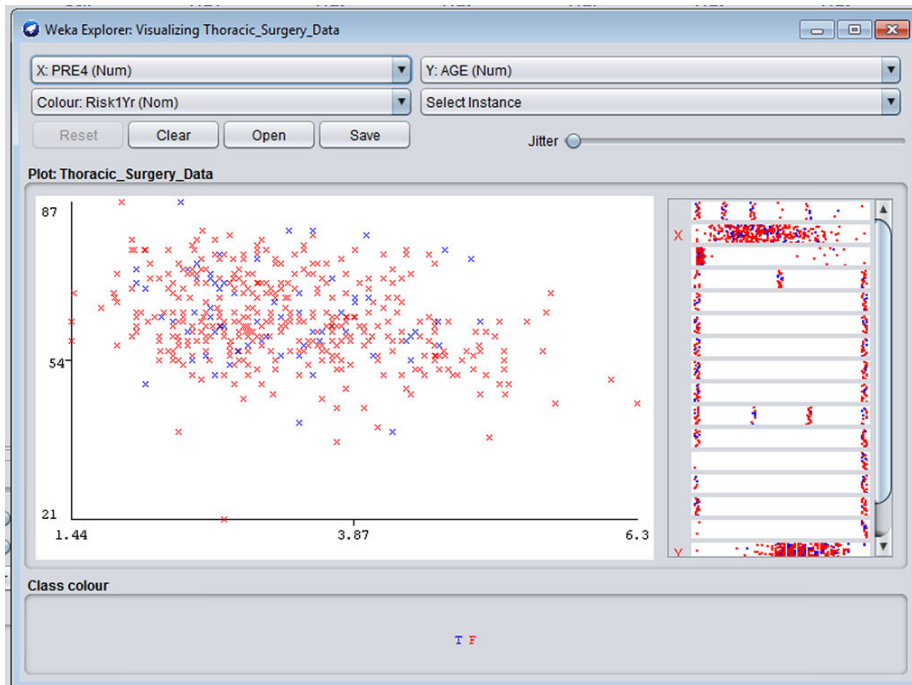 Weka Explorer: Visualizing Thoracic_Surgery_Data
X: PRE4 (Num)
Y: AGE (Num)
Colour: Risk1Yr (Nom)
Select Instance
Reset
Clear
Open
Save
Jitter
Plot: Thoracic_Surgery_Data
87
54
21
1.44
3.87
6.3
X
Y
Class colour
T F